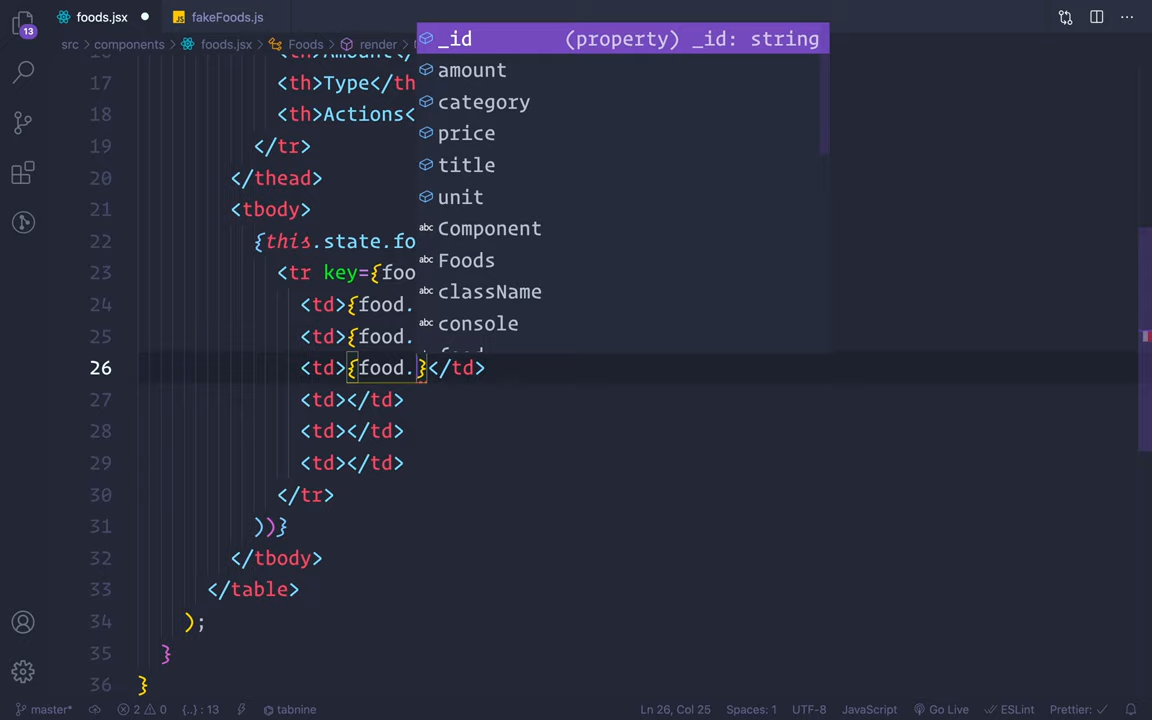 foods.jsx
fakeFoods.js
13
src › components › foods.jsx › Foods › render ›
17 <th>Type</th
18 <th>Actions<
19 </tr>
20 </thead>
21 <tbody>
22 {this.state.fo
23 <tr key={foo
24 <td>{food.
25 <td>{food.
26 <td>{food.}</td>
27 <td></td>
28 <td></td>
29 <td></td>
30 </tr>
31 ))}
32 </tbody>
33 </table>
34 );
35 }
36 }
_id (property) _id: string
amount
category
price
title
unit
Component
Foods
className
console
master* 2 0 {..} : 13 tabnine Ln 26, Col 25 Spaces: 1 UTF-8 JavaScript Go Live ESLint Prettier: ✓